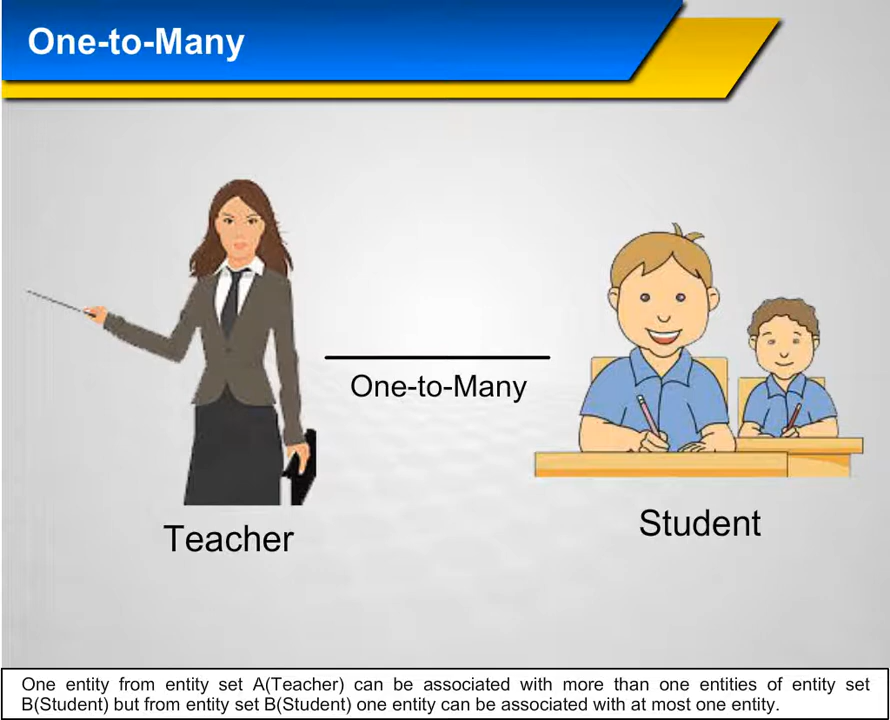 One-to-Many
One-to-Many
Teacher
Student
One entity from entity set A(Teacher) can be associated with more than one entities of entity set
B(Student) but from entity set B(Student) one entity can be associated with at most one entity.